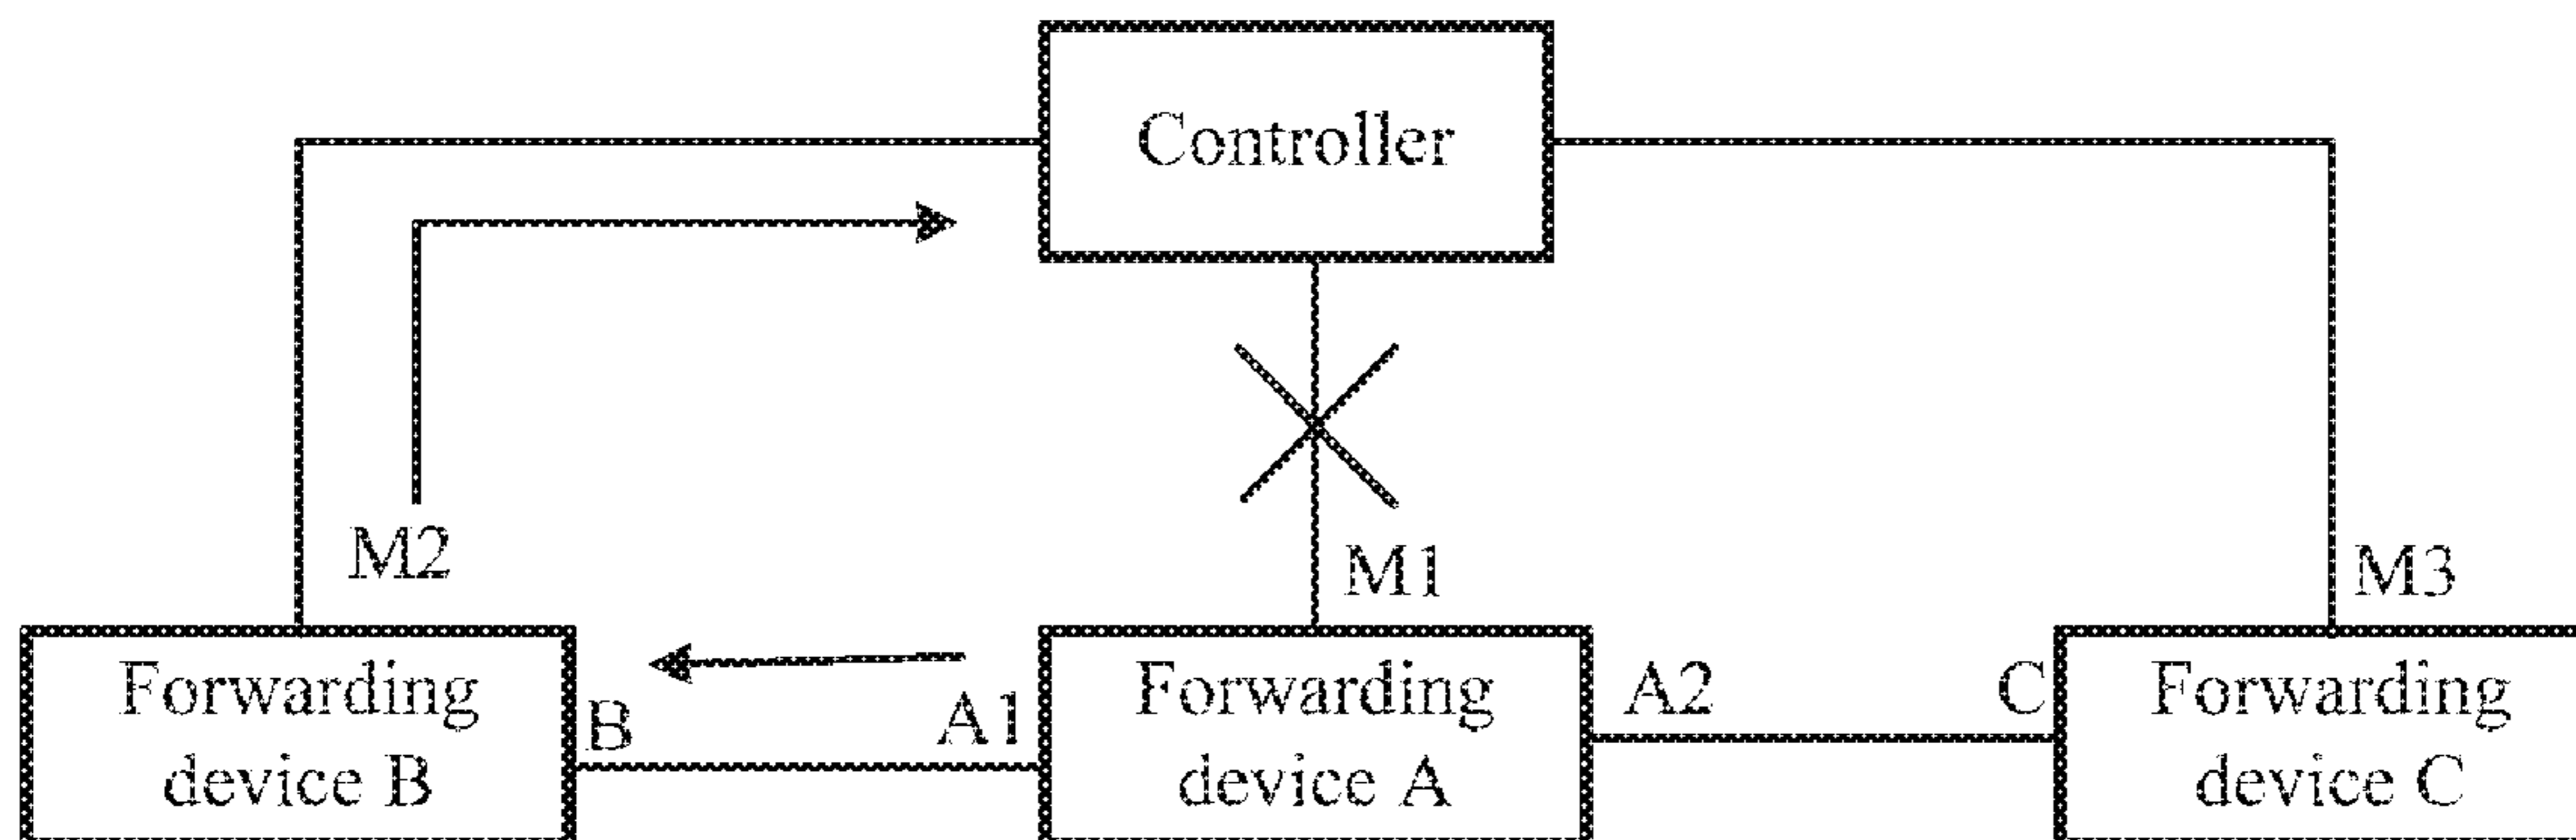 Controller
M2
M1
M3
Forwarding
device B
B
A1
Forwarding
device A
A2
C
Forwarding
device C